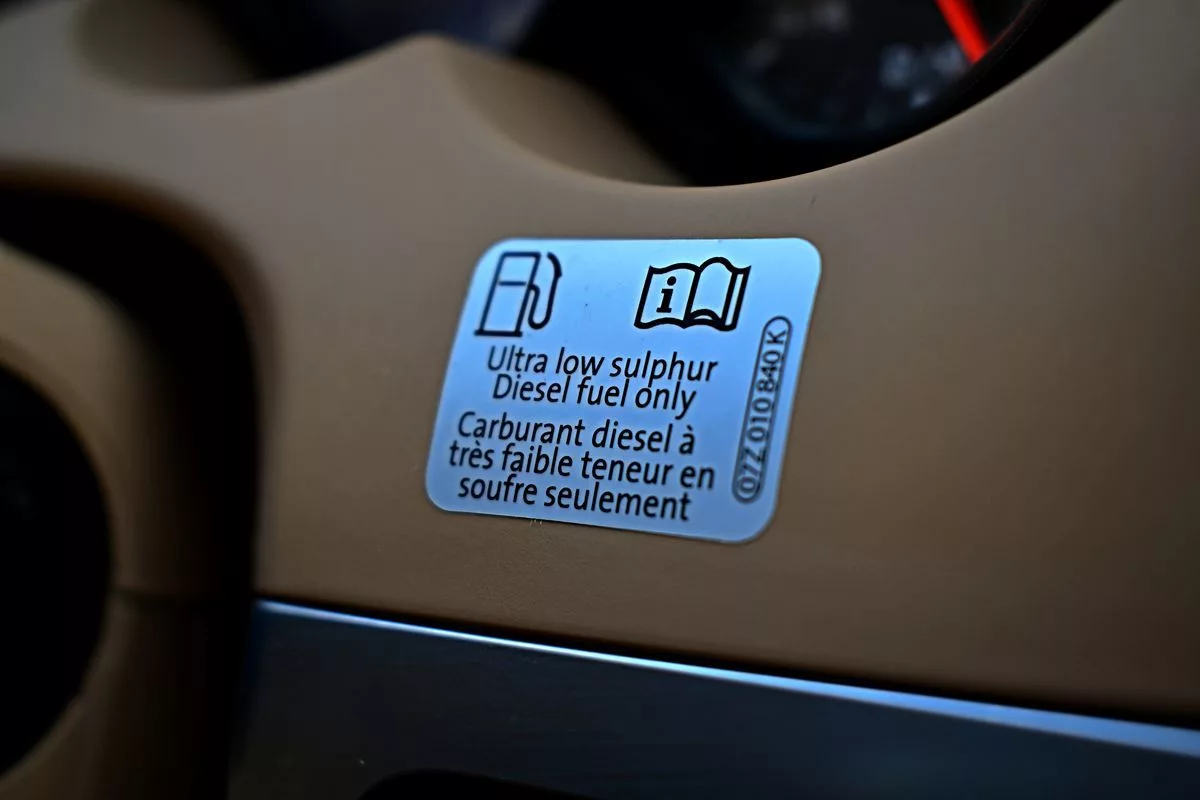 i
Ultra low sulphur
Diesel fuel only
Carburant diesel à
très faible teneur en
soufre seulement
07Z 010 840 K